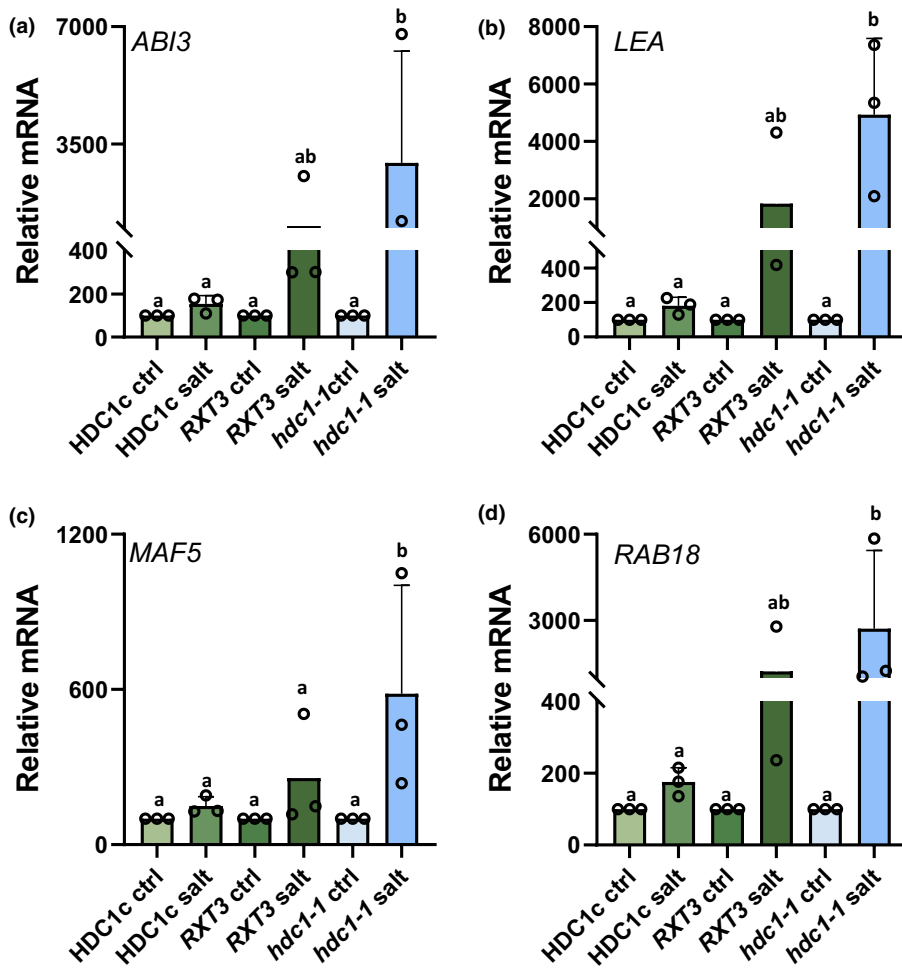 (a)
ABI3
Relative mRNA
7000
3500
400
200
0
a
a
a
ab
a
b
HDC1c ctrl
HDC1c salt
RXT3 ctrl
RXT3 salt
hdc1-1ctrl
hdc1-1 salt
(b)
LEA
Relative mRNA
8000
6000
4000
2000
400
200
0
a
a
a
ab
a
b
HDC1c ctrl
HDC1c salt
RXT3 ctrl
RXT3 salt
hdc1-1 ctrl
hdc1-1 salt
(c)
MAF5
Relative mRNA
1200
600
0
a
a
a
a
a
b
HDC1c ctrl
HDC1c salt
RXT3 ctrl
RXT3 salt
hdc1-1 ctrl
hdc1-1 salt
(d)
RAB18
Relative mRNA
6000
3000
400
200
0
a
a
a
ab
a
b
HDC1c ctrl
HDC1c salt
RXT3 ctrl
RXT3 salt
hdc1-1 ctrl
hdc1-1 salt